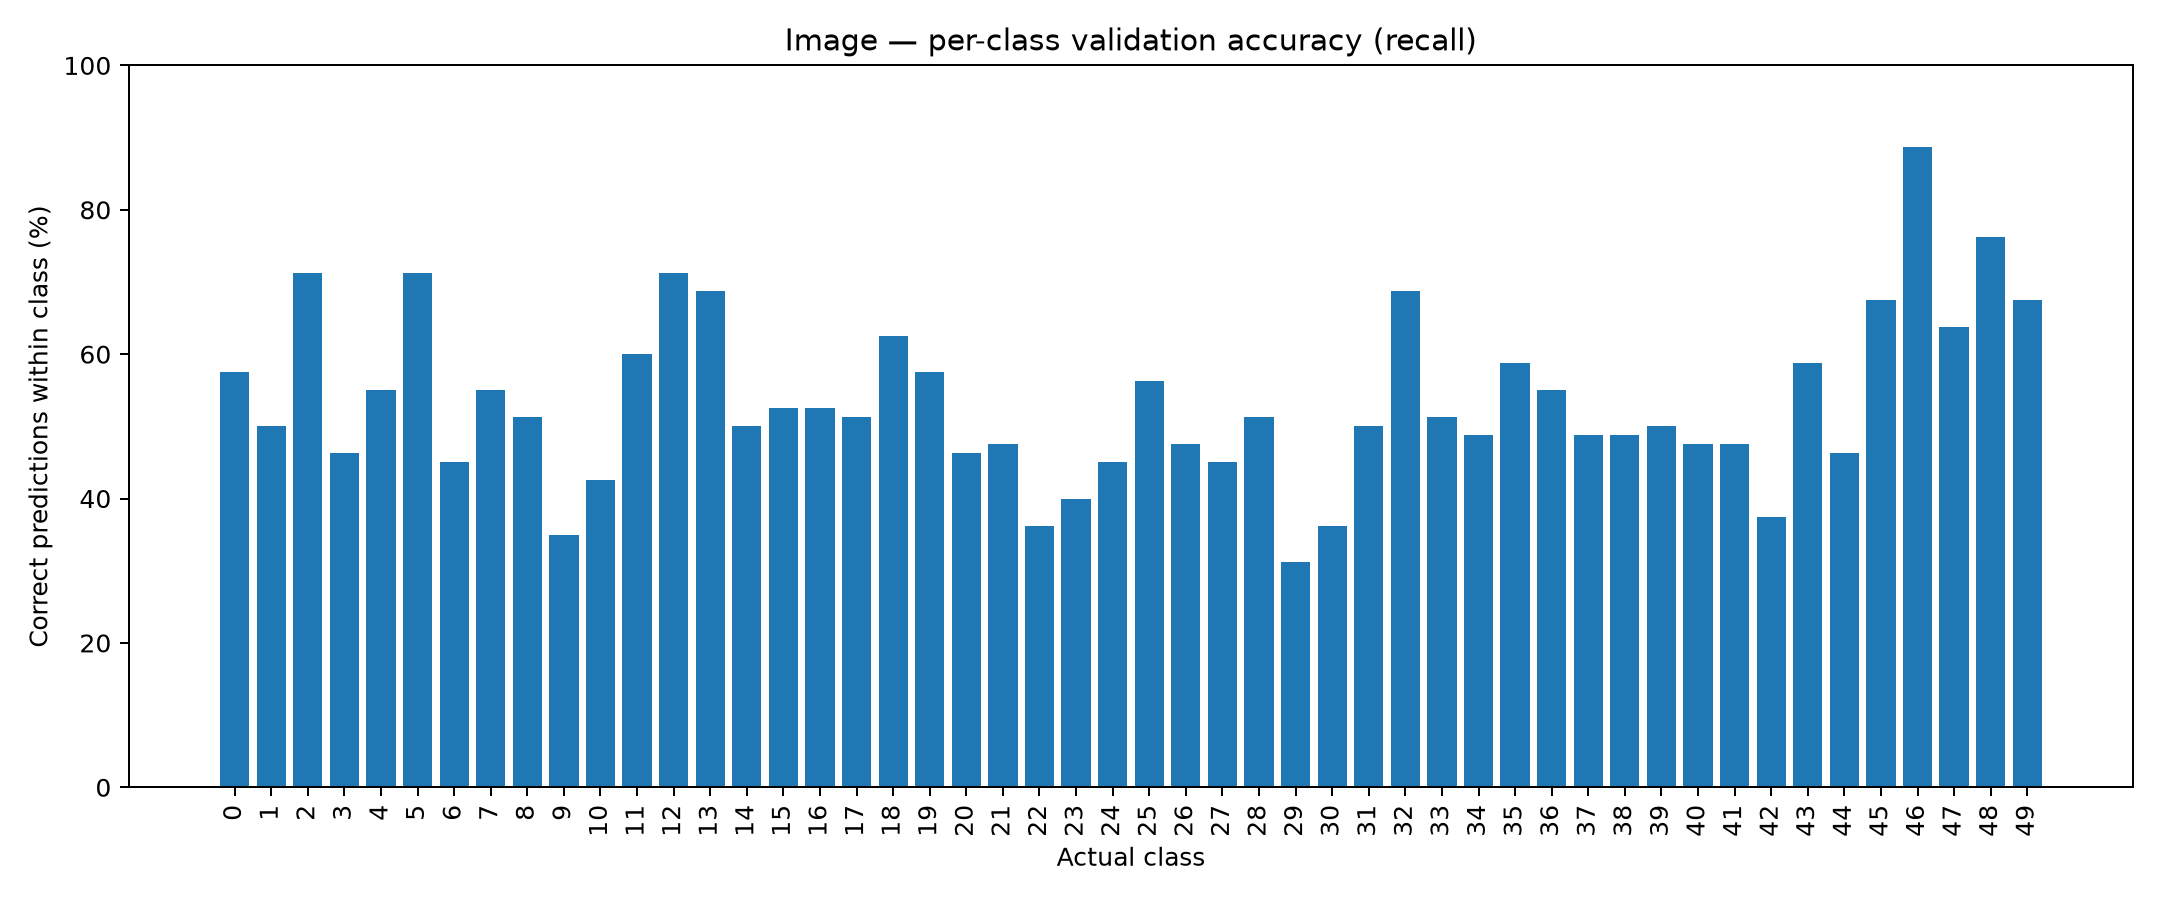 Image — per-class validation accuracy (recall)
100
80
60
40
20
0
Correct predictions within class (%)
0 1 2 3 4 5 6 7 8 9 10 11 12 13 14 15 16 17 18 19 20 21 22 23 24 25 26 27 28 29 30 31 32 33 34 35 36 37 38 39 40 41 42 43 44 45 46 47 48 49
Actual class